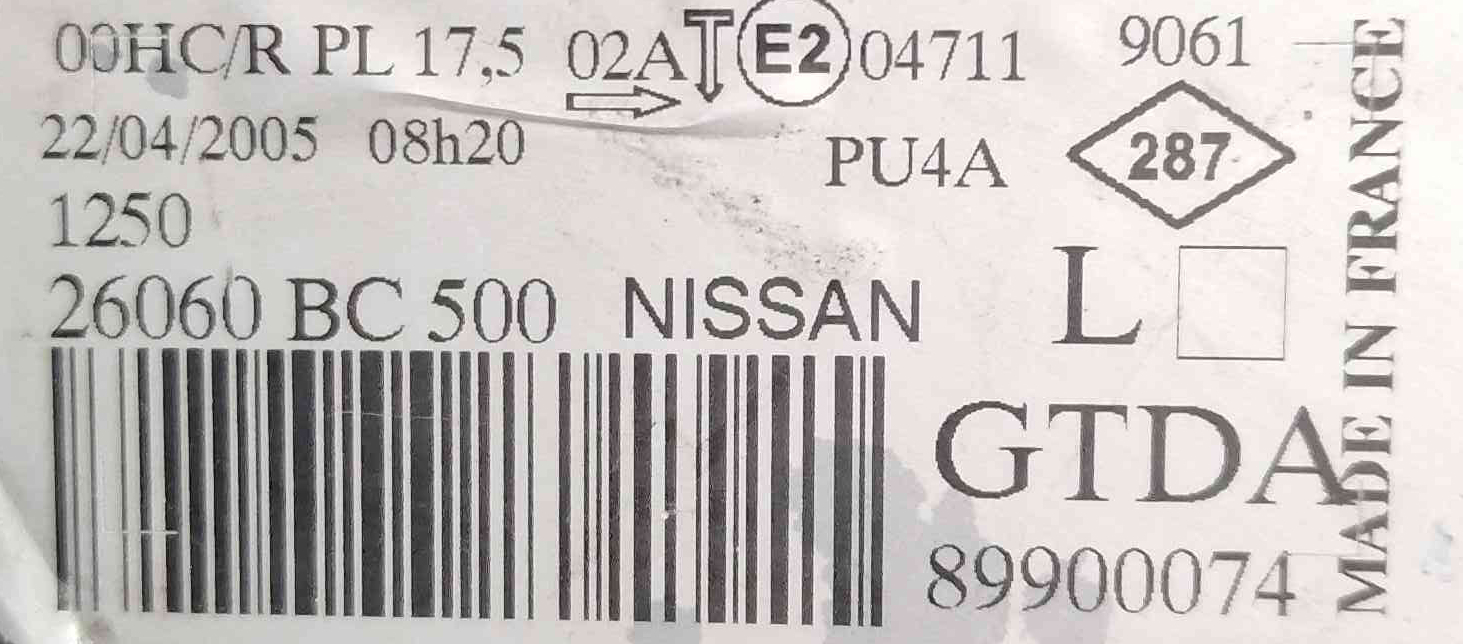 00HC/R PL 17,5 02A E2 04711 9061
22/04/2005 08h20 PU4A 287
1250
26060 BC 500 NISSAN L
GTDA
89900074
MADE IN FRANCE